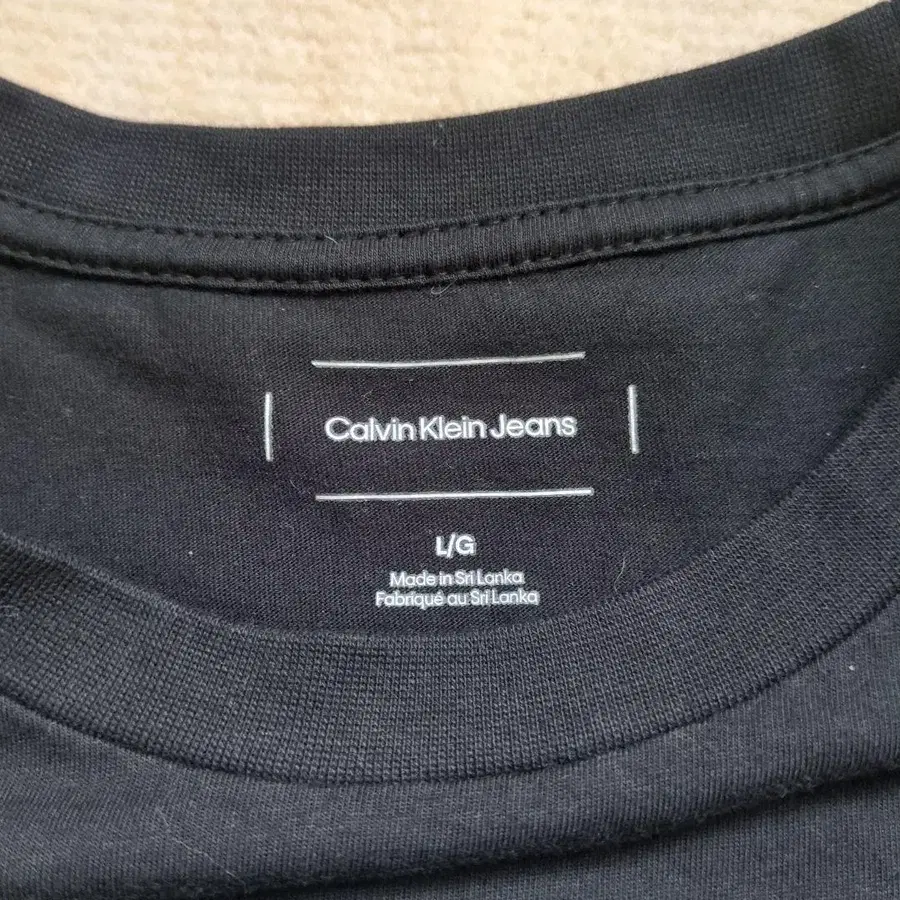 Calvin Klein Jeans
L/G
Made in Sri Lanka
Fabriqué au Sri Lanka